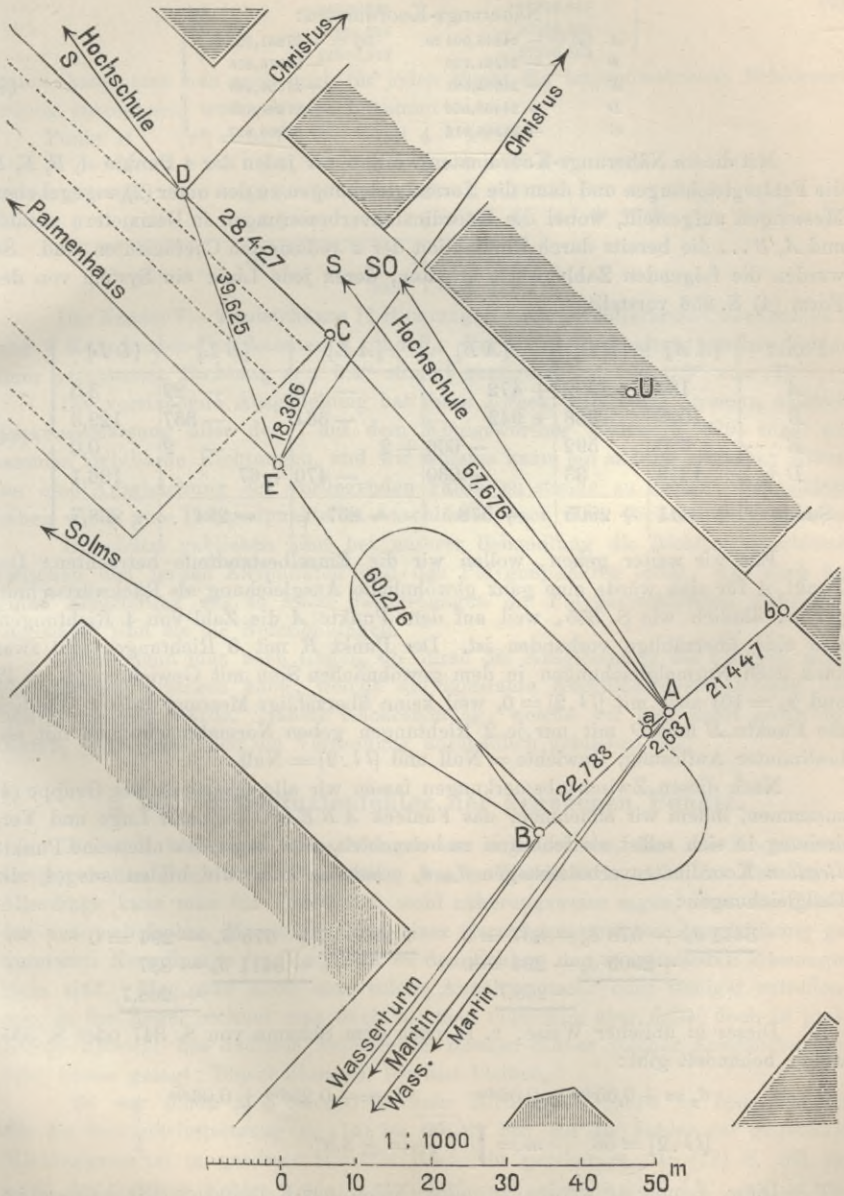 Hochschule
S
Christus
Christus
D
Palmenhaus
28,427
39,625
S
SO
C
Hochschule
U
18,366
E
67,676
Solms
60,276
b
21,447
A
a
2,637
22,783
B
Wasserturm
Martin
Wass.
Martin
1 : 1000
0 10 20 30 40 50 m